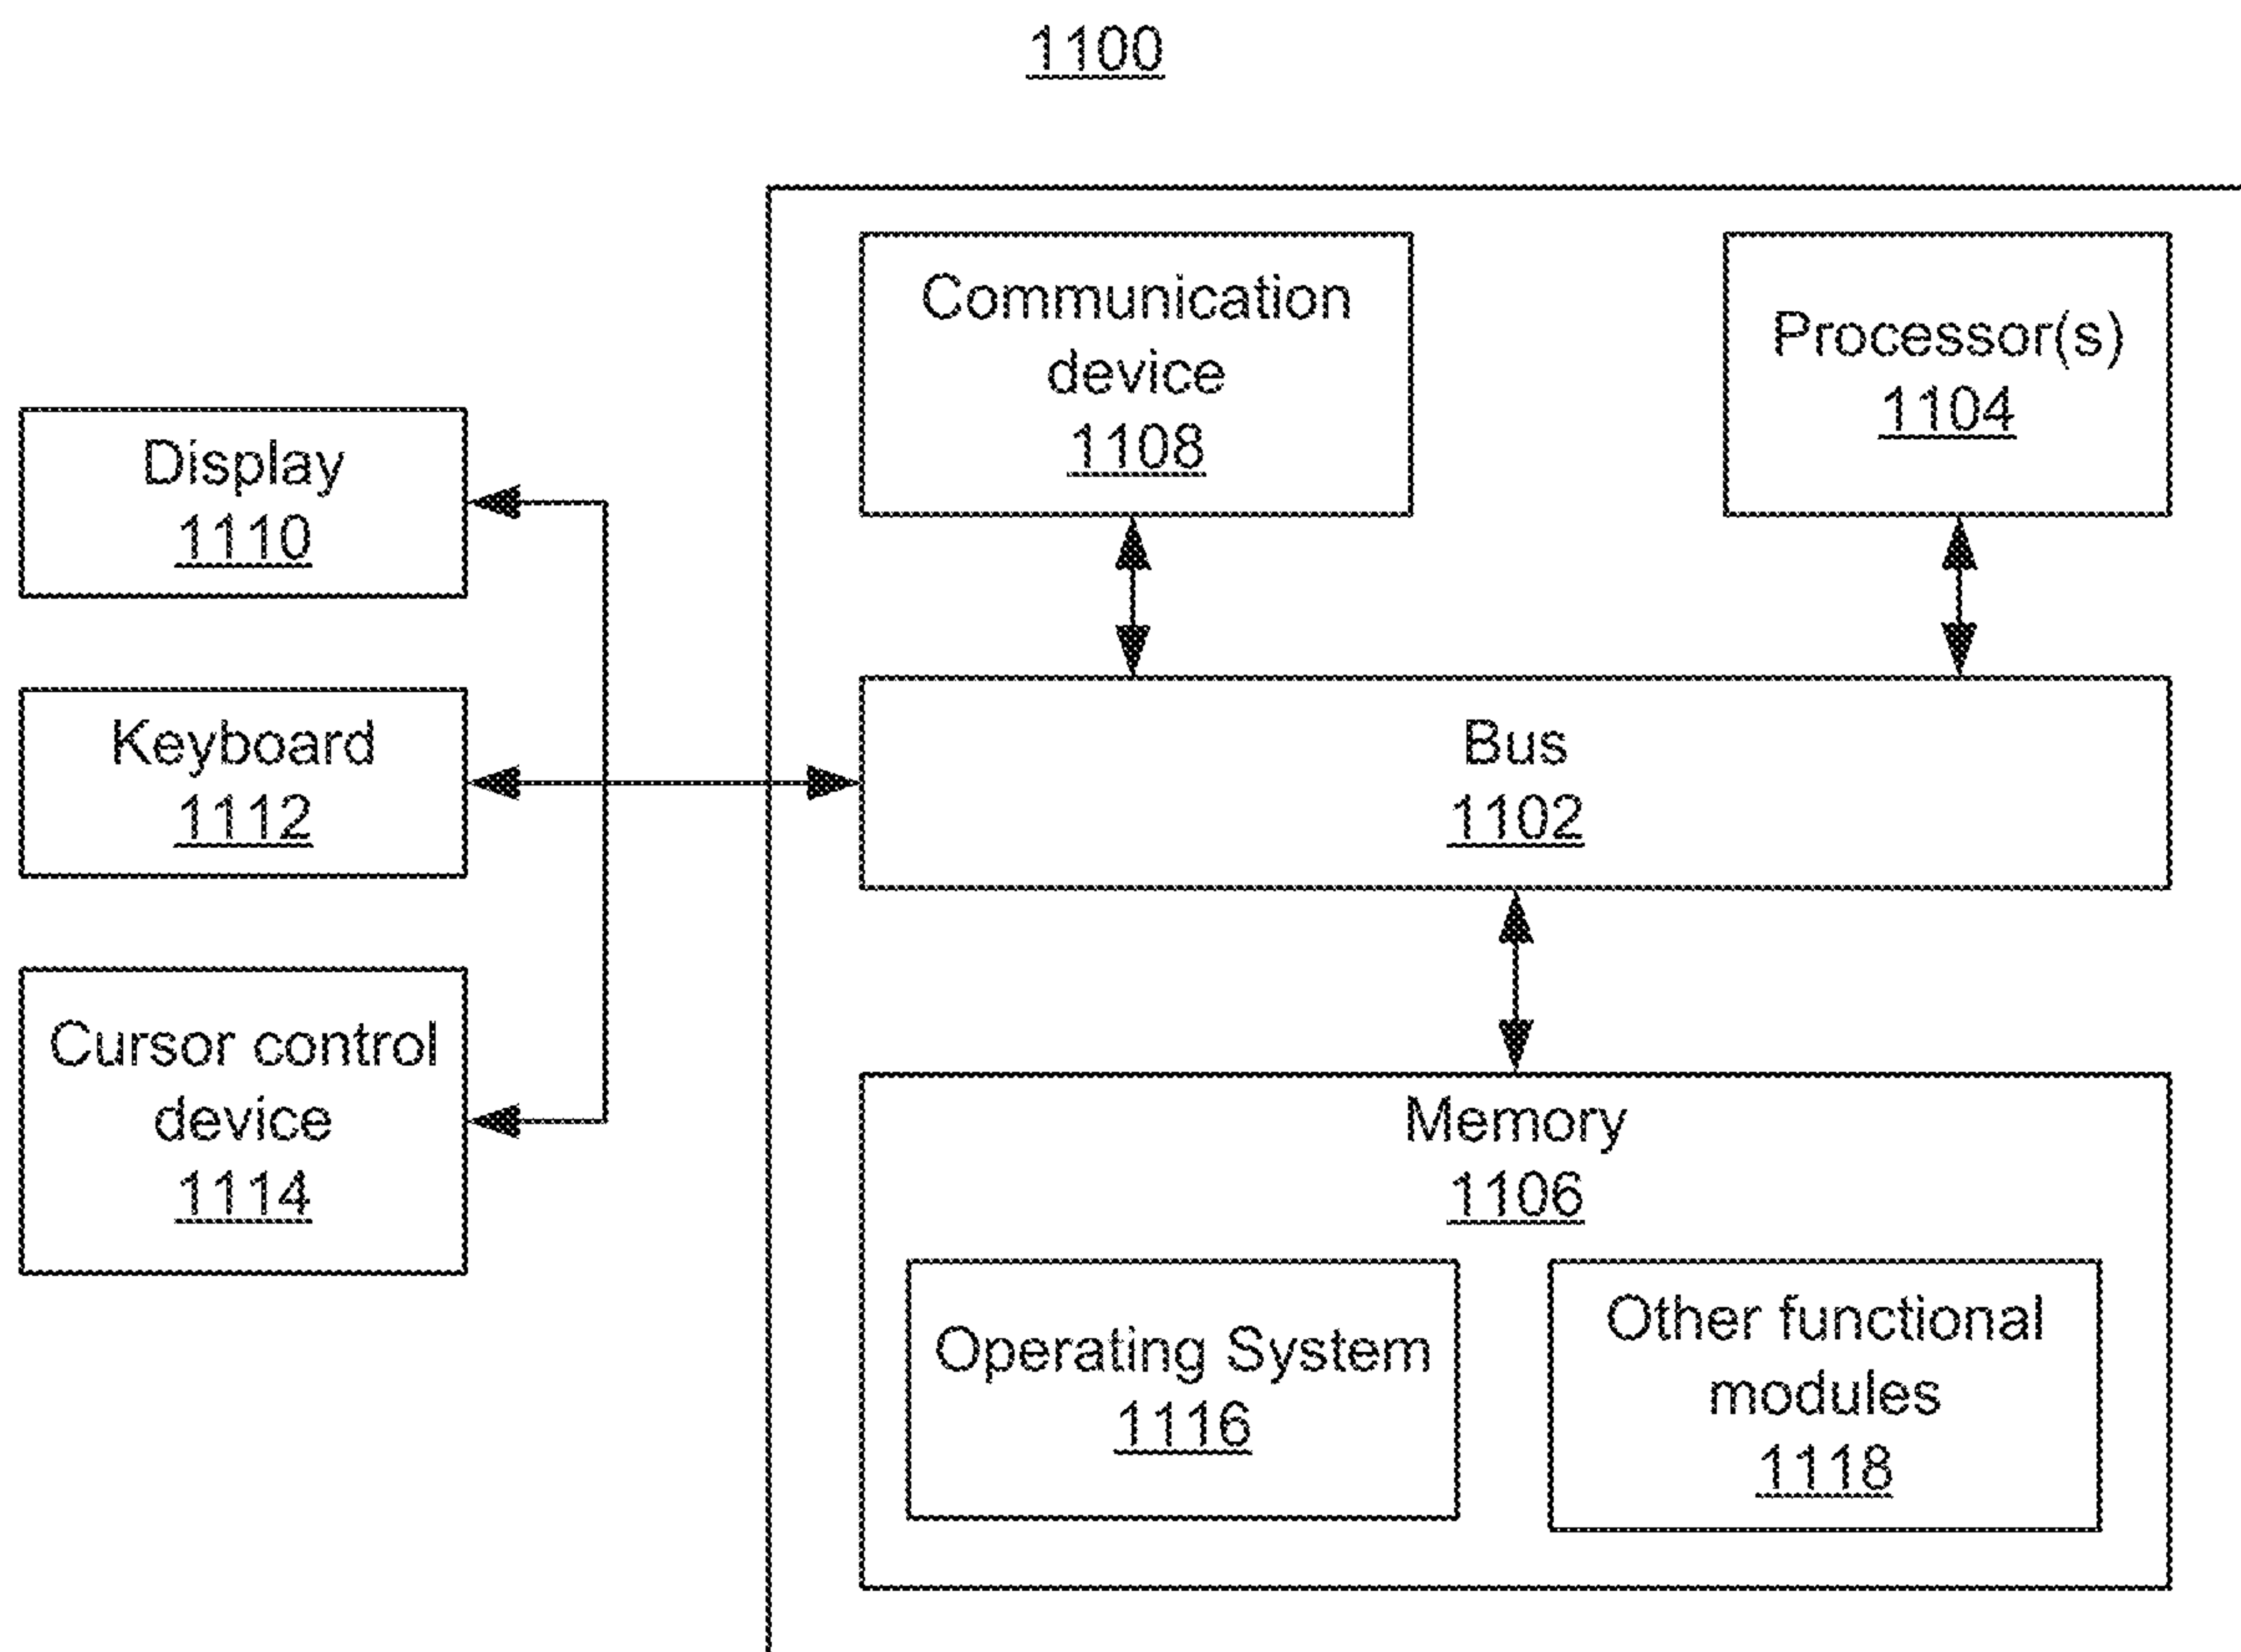 1100
Communication
device
1108
Processor(s)
1104
Display
1110
Keyboard
1112
Bus
1102
Cursor control
device
1114
Memory
1106
Operating System
1116
Other functional
modules
1118